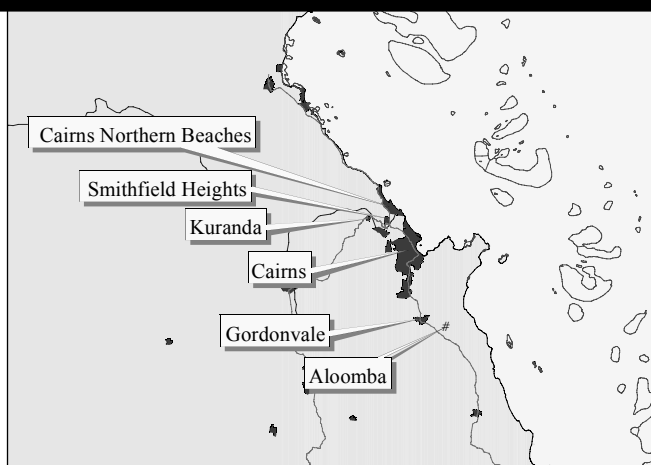 Cairns Northern Beaches
Smithfield Heights
Kuranda
Cairns
Gordonvale
#
Aloomba